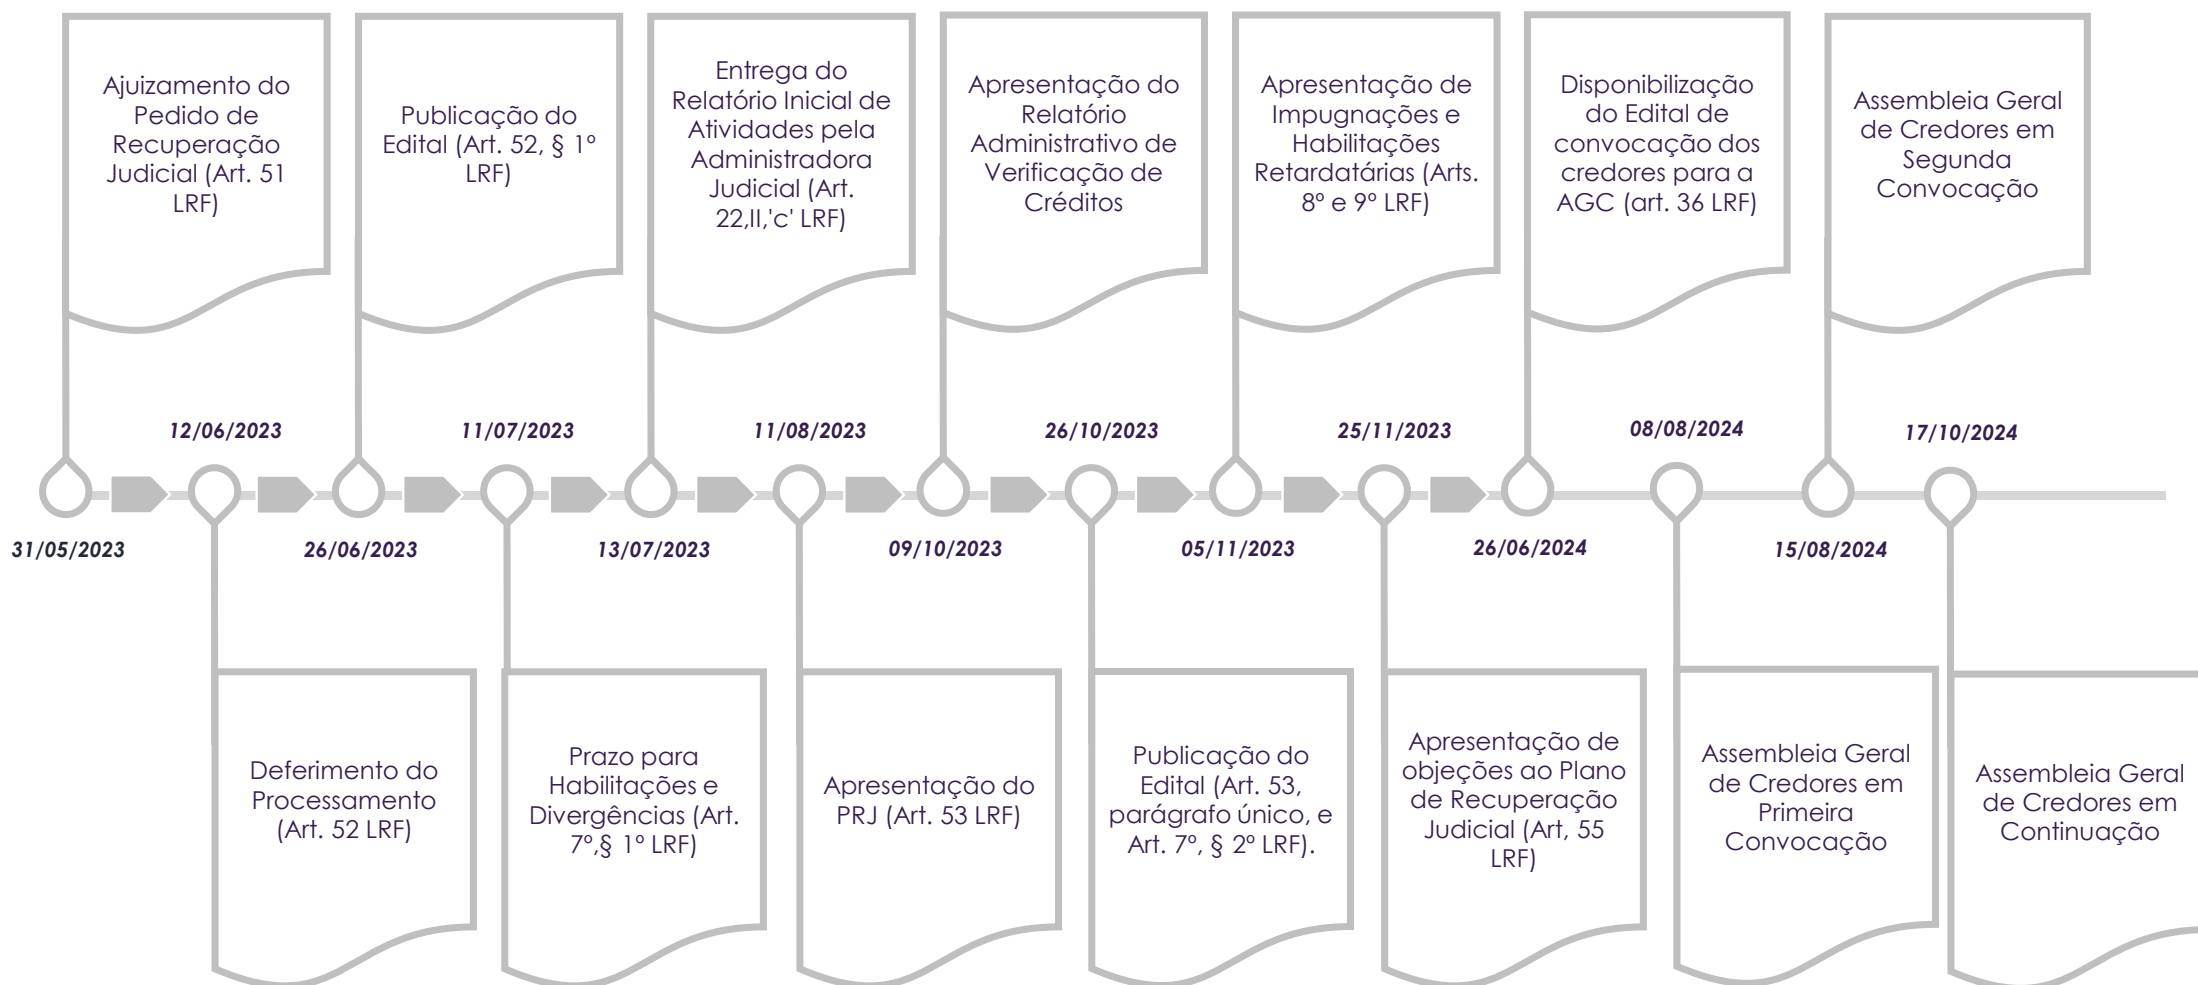 Ajuizamento do
Pedido de
Recuperação
Judicial (Art. 51
LRF)
Publicação do
Edital (Art. 52, § 1º
LRF)
Entrega do
Relatório Inicial de
Atividades pela
Administradora
Judicial (Art.
22,II,'c' LRF)
Apresentação do
Relatório
Administrativo de
Verificação de
Créditos
Apresentação de
Impugnações e
Habilitações
Retardatárias (Arts.
8º e 9º LRF)
Disponibilização
do Edital de
convocação dos
credores para a
AGC (art. 36 LRF)
Assembleia Geral
de Credores em
Segunda
Convocação
12/06/2023
11/07/2023
11/08/2023
26/10/2023
25/11/2023
08/08/2024
17/10/2024
31/05/2023
26/06/2023
13/07/2023
09/10/2023
05/11/2023
26/06/2024
15/08/2024
Deferimento do
Processamento
(Art. 52 LRF)
Prazo para
Habilitações e
Divergências (Art.
7º,§ 1º LRF)
Apresentação do
PRJ (Art. 53 LRF)
Publicação do
Edital (Art. 53,
parágrafo único, e
Art. 7º, § 2º LRF).
Apresentação de
objeções ao Plano
de Recuperação
Judicial (Art, 55
LRF)
Assembleia Geral
de Credores em
Primeira
Convocação
Assembleia Geral
de Credores em
Continuação